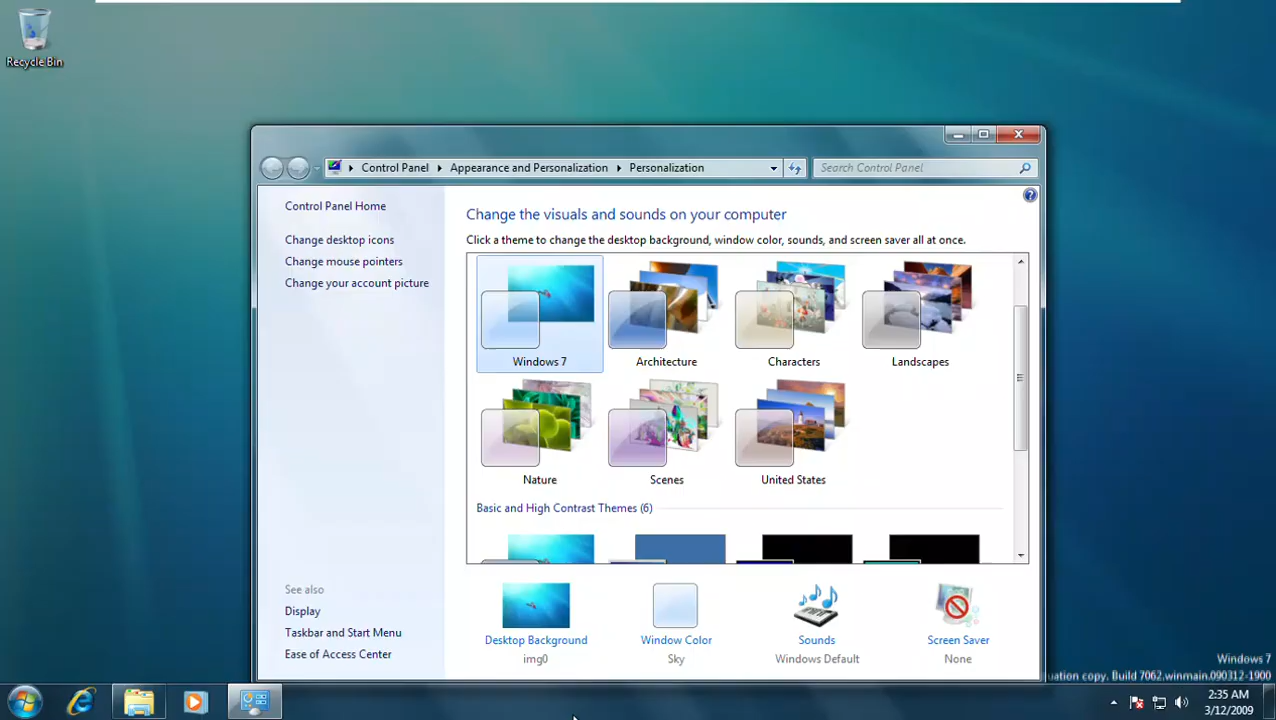 Recycle Bin
Control Panel Appearance and Personalization Personalization
Search Control Panel
Control Panel Home
Change desktop icons
Change mouse pointers
Change your account picture
See also
Display
Taskbar and Start Menu
Ease of Access Center
Change the visuals and sounds on your computer
Click a theme to change the desktop background, window color, sounds, and screen saver all at once.
Windows 7 Architecture Characters Landscapes
Nature Scenes United States
Basic and High Contrast Themes (6)
Desktop Background Window Color Sounds Screen Saver
img0 Sky Windows Default None
Windows 7
uation copy. Build 7062.winmain.090312-1900
2:35 AM
3/12/2009